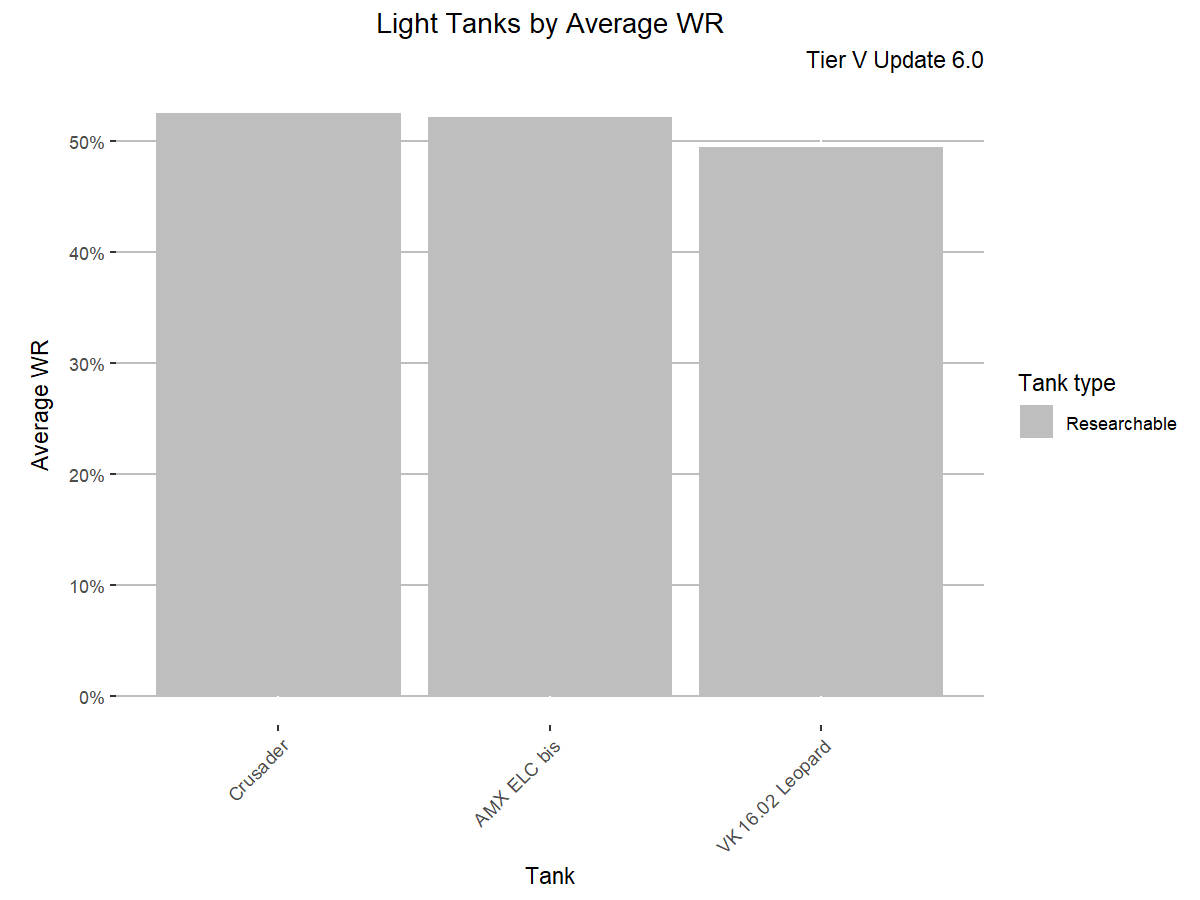 Light Tanks by Average WR
Tier V Update 6.0
Average WR
50%
40%
30%
20%
10%
0%
Crusader
AMX ELC bis
VK 16.02 Leopard
Tank
Tank type
Researchable